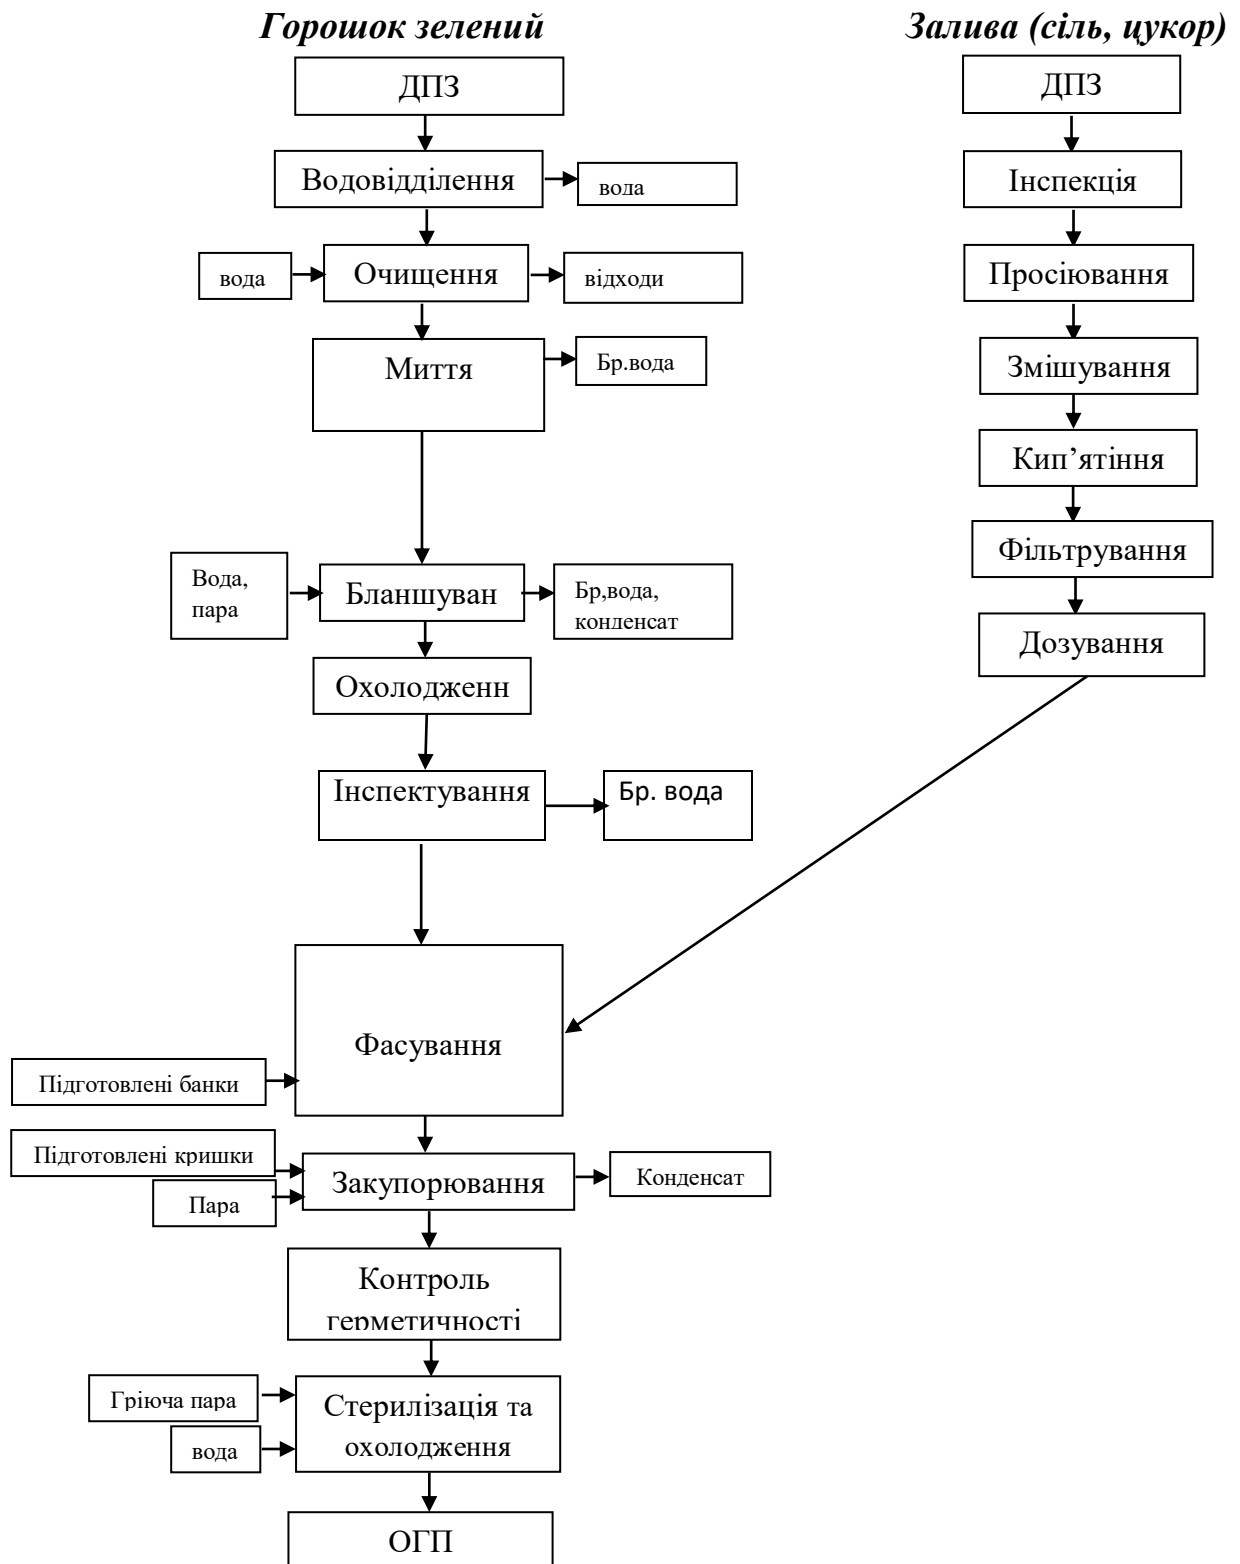 Горошок зелений
Залива (сіль, цукор)
ДПЗ
ДПЗ
Водовідділення
вода
Інспекція
вода
Очищення
відходи
Просіювання
Миття
Бр.вода
Змішування
Кип’ятіння
Фільтрування
Вода,
пара
Бланшуван
Бр,вода,
конденсат
Дозування
Охолодженн
Інспектування
Бр. вода
Фасування
Підготовлені банки
Підготовлені кришки
Пара
Закупорювання
Конденсат
Контроль
герметичності
Гріюча пара
вода
Стерилізація та
охолодження
ОГП